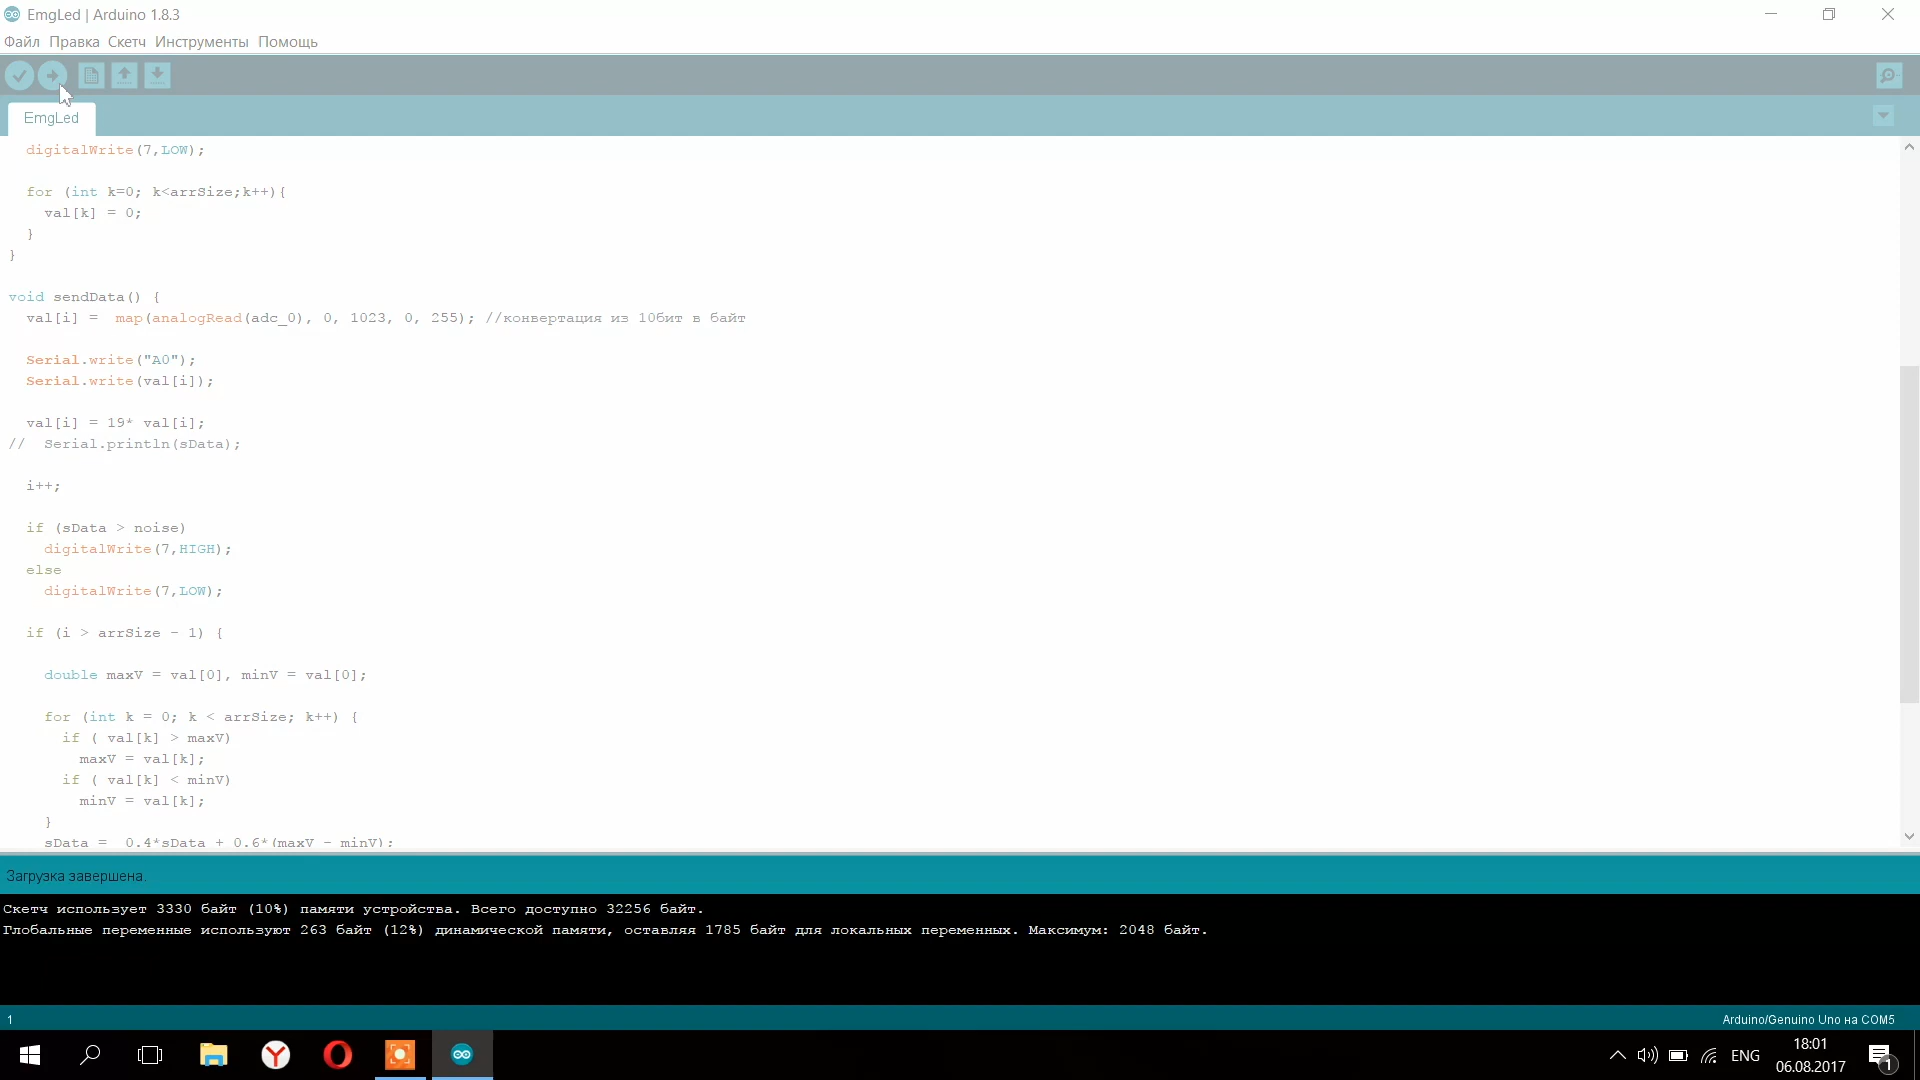 EmgLed | Arduino 1.8.3
Файл Правка Скетч Инструменты Помощь
EmgLed
digitalWrite(7,LOW);
for (int k=0; k<arrSize;k++){
val[k] = 0;
}
}
void sendData() {
val[i] =  map(analogRead(adc_0), 0, 1023, 0, 255); //конвертация из 10бит в байт
Serial.write("A0");
Serial.write(val[i]);
val[i] = 19* val[i];
//  Serial.println(sData);
i++;
if (sData > noise)
digitalWrite(7,HIGH);
else
digitalWrite(7,LOW);
if (i > arrSize - 1) {
double maxV = val[0], minV = val[0];
for (int k = 0; k < arrSize; k++) {
if ( val[k] > maxV)
maxV = val[k];
if ( val[k] < minV)
minV = val[k];
}
sData =  0.4*sData + 0.6*(maxV - minV);
Загрузка завершена.
Скетч использует 3330 байт (10%) памяти устройства. Всего доступно 32256 байт.
Глобальные переменные используют 263 байт (12%) динамической памяти, оставляя 1785 байт для локальных переменных. Максимум: 2048 байт.
1
Arduino/Genuino Uno на COM5
ENG
18:01
06.08.2017
1